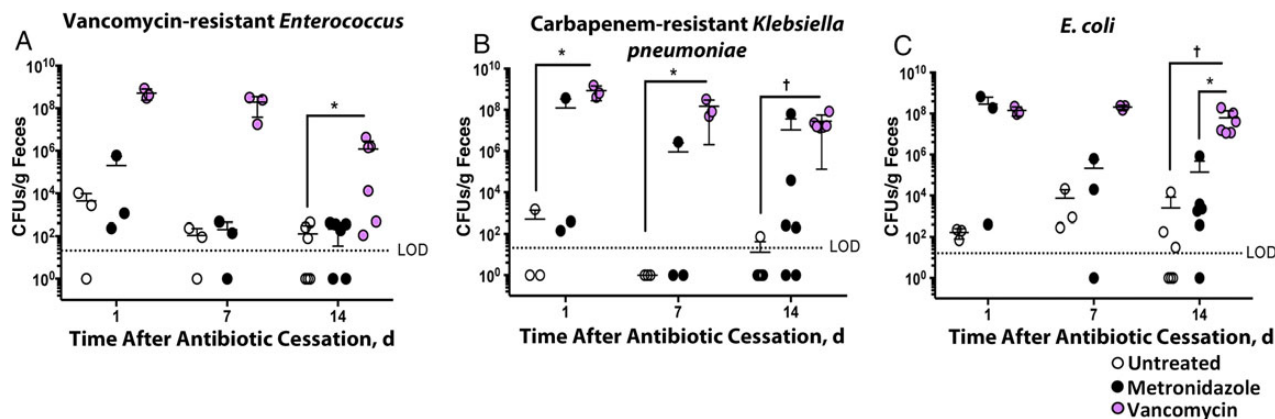 Vancomycin-resistant Enterococcus
A
CFUs/g Feces
10^10
10^8
10^6
10^4
10^2
10^0
*
LOD
1
7
14
Time After Antibiotic Cessation, d
Carbapenem-resistant Klebsiella
pneumoniae
B
CFUs/g Feces
10^10
10^8
10^6
10^4
10^2
10^0
*
*
†
LOD
1
7
14
Time After Antibiotic Cessation, d
E. coli
C
CFUs/g Feces
10^10
10^8
10^6
10^4
10^2
10^0
†
*
LOD
1
7
14
Time After Antibiotic Cessation, d
Untreated
Metronidazole
Vancomycin